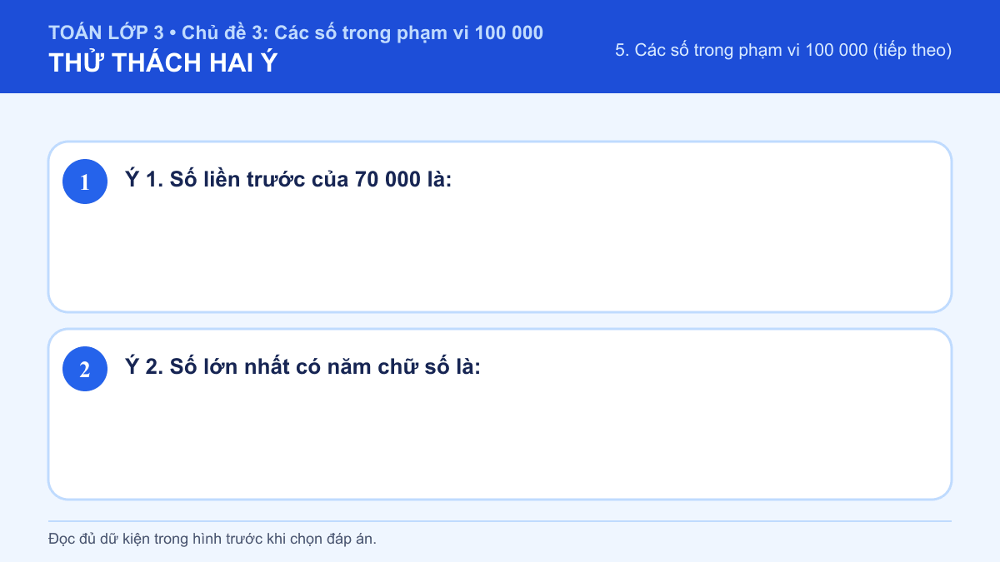 TOÁN LỚP 3 • Chủ đề 3: Các số trong phạm vi 100 000
THỬ THÁCH HAI Ý
5. Các số trong phạm vi 100 000 (tiếp theo)
1
Ý 1. Số liền trước của 70 000 là:
2
Ý 2. Số lớn nhất có năm chữ số là:
Đọc đủ dữ kiện trong hình trước khi chọn đáp án.